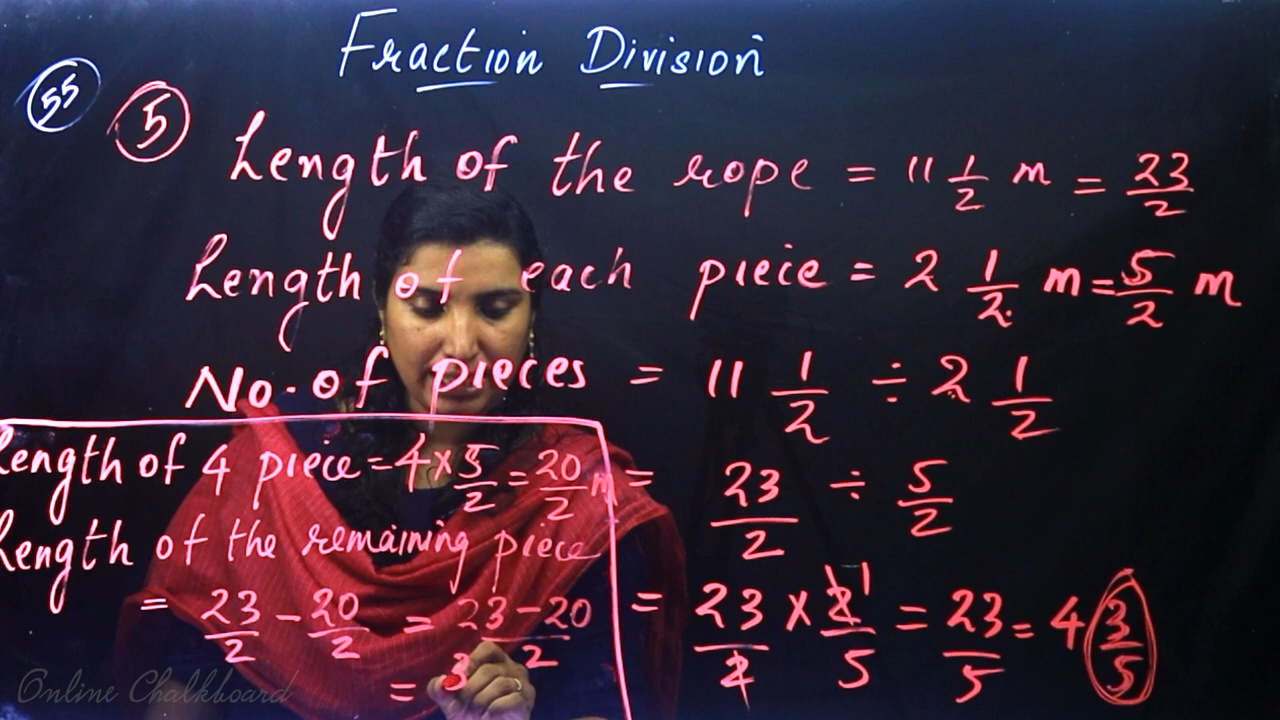 Fraction Division
55
5
Length of the rope = 11 1/2 m = 23/2
Length of each piece = 2 1/2 m = 5/2 m
No. of pieces = 11 1/2 ÷ 2 1/2
= 23/2 ÷ 5/2
= 23/2 × 2/5 1 = 23/5 = 4 3/5
Length of 4 piece = 4 × 5/2 = 20/2 m
Length of the remaining piece
= 23/2 - 20/2 = 23-20/2
= 3
Online Chalkboard